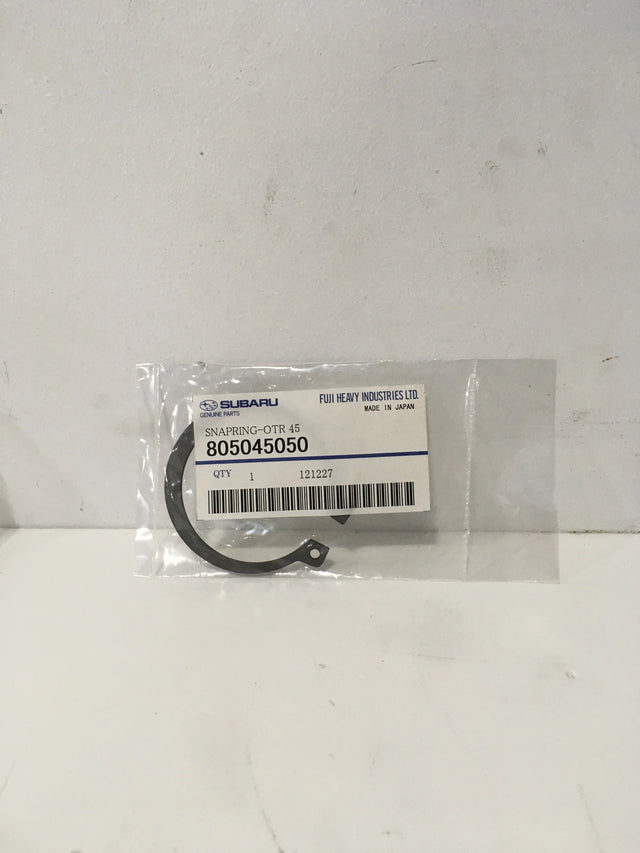 SUBARU FUJI HEAVY INDUSTRIES LTD.
GENUINE PARTS MADE IN JAPAN
SNAPRING-OTR 45
805045050
QTY 1 121227